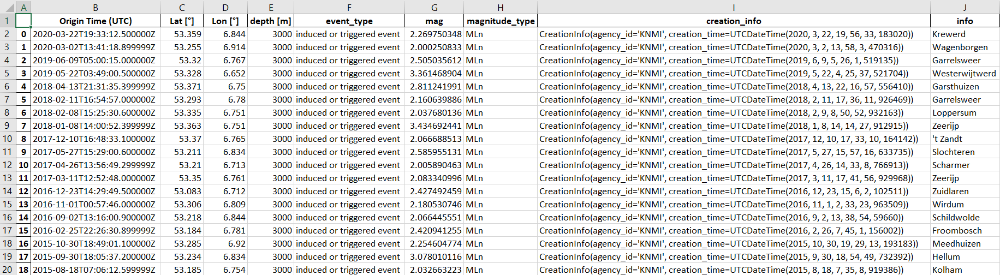 A B C D E F G H I J
1 Origin Time (UTC) Lat [°] Lon [°] depth [m] event_type mag magnitude_type creation_info info
2 0 2020-03-22T19:33:12.500000Z 53.359 6.844 3000 induced or triggered event 2.269750348 MLn CreationInfo(agency_id='KNMI', creation_time=UTCDateTime(2020, 3, 22, 19, 56, 33, 183020)) Krewerd
3 1 2020-03-02T13:41:18.899999Z 53.255 6.914 3000 induced or triggered event 2.000250833 MLn CreationInfo(agency_id='KNMI', creation_time=UTCDateTime(2020, 3, 2, 13, 58, 3, 470316)) Wagenborgen
4 2 2019-06-09T05:00:15.000000Z 53.32 6.767 3000 induced or triggered event 2.505035612 MLn CreationInfo(agency_id='KNMI', creation_time=UTCDateTime(2019, 6, 9, 5, 26, 1, 519135)) Garrelsweer
5 3 2019-05-22T03:49:00.500000Z 53.328 6.652 3000 induced or triggered event 3.361468904 MLn CreationInfo(agency_id='KNMI', creation_time=UTCDateTime(2019, 5, 22, 4, 25, 37, 521704)) Westerwijtwerd
6 4 2018-04-13T21:31:35.399999Z 53.371 6.75 3000 induced or triggered event 2.811241991 MLn CreationInfo(agency_id='KNMI', creation_time=UTCDateTime(2018, 4, 13, 22, 16, 57, 556410)) Garsthuizen
7 5 2018-02-11T16:54:57.000000Z 53.293 6.78 3000 induced or triggered event 2.160639886 MLn CreationInfo(agency_id='KNMI', creation_time=UTCDateTime(2018, 2, 11, 17, 36, 11, 926469)) Garrelsweer
8 6 2018-02-08T15:25:30.600000Z 53.335 6.751 3000 induced or triggered event 2.037680136 MLn CreationInfo(agency_id='KNMI', creation_time=UTCDateTime(2018, 2, 9, 8, 50, 52, 932163)) Loppersum
9 7 2018-01-08T14:00:52.399999Z 53.363 6.751 3000 induced or triggered event 3.434692441 MLn CreationInfo(agency_id='KNMI', creation_time=UTCDateTime(2018, 1, 8, 14, 14, 27, 912915)) Zeerijp
10 8 2017-12-10T16:48:33.100000Z 53.37 6.765 3000 induced or triggered event 2.066688513 MLn CreationInfo(agency_id='KNMI', creation_time=UTCDateTime(2017, 12, 10, 17, 33, 10, 164142)) 't Zandt
11 9 2017-05-27T15:29:00.600000Z 53.211 6.834 3000 induced or triggered event 2.585955131 MLn CreationInfo(agency_id='KNMI', creation_time=UTCDateTime(2017, 5, 27, 15, 57, 16, 633735)) Slochteren
12 10 2017-04-26T13:56:49.299999Z 53.21 6.713 3000 induced or triggered event 2.005890463 MLn CreationInfo(agency_id='KNMI', creation_time=UTCDateTime(2017, 4, 26, 14, 33, 8, 766913)) Scharmer
13 11 2017-03-11T12:52:48.000000Z 53.35 6.761 3000 induced or triggered event 2.083340996 MLn CreationInfo(agency_id='KNMI', creation_time=UTCDateTime(2017, 3, 11, 17, 41, 56, 929968)) Zeerijp
14 12 2016-12-23T14:29:49.500000Z 53.083 6.712 3000 induced or triggered event 2.427492459 MLn CreationInfo(agency_id='KNMI', creation_time=UTCDateTime(2016, 12, 23, 15, 6, 2, 102511)) Zuidlaren
15 13 2016-11-01T00:57:46.000000Z 53.306 6.809 3000 induced or triggered event 2.180530746 MLn CreationInfo(agency_id='KNMI', creation_time=UTCDateTime(2016, 11, 1, 2, 33, 23, 963509)) Wirdum
16 14 2016-09-02T13:16:00.900000Z 53.218 6.844 3000 induced or triggered event 2.066445551 MLn CreationInfo(agency_id='KNMI', creation_time=UTCDateTime(2016, 9, 2, 13, 38, 54, 59660)) Schildwolde
17 15 2016-02-25T22:26:30.899999Z 53.184 6.781 3000 induced or triggered event 2.420941255 MLn CreationInfo(agency_id='KNMI', creation_time=UTCDateTime(2016, 2, 26, 7, 45, 1, 156002)) Froombosch
18 16 2015-10-30T18:49:01.100000Z 53.285 6.92 3000 induced or triggered event 2.254604774 MLn CreationInfo(agency_id='KNMI', creation_time=UTCDateTime(2015, 10, 30, 19, 29, 13, 193183)) Meedhuizen
19 17 2015-09-30T18:05:37.200000Z 53.234 6.834 3000 induced or triggered event 3.078010116 MLn CreationInfo(agency_id='KNMI', creation_time=UTCDateTime(2015, 9, 30, 18, 54, 49, 732392)) Hellum
20 18 2015-08-18T07:06:12.599999Z 53.185 6.754 3000 induced or triggered event 2.032663223 MLn CreationInfo(agency_id='KNMI', creation_time=UTCDateTime(2015, 8, 18, 7, 35, 8, 919386)) Kolham